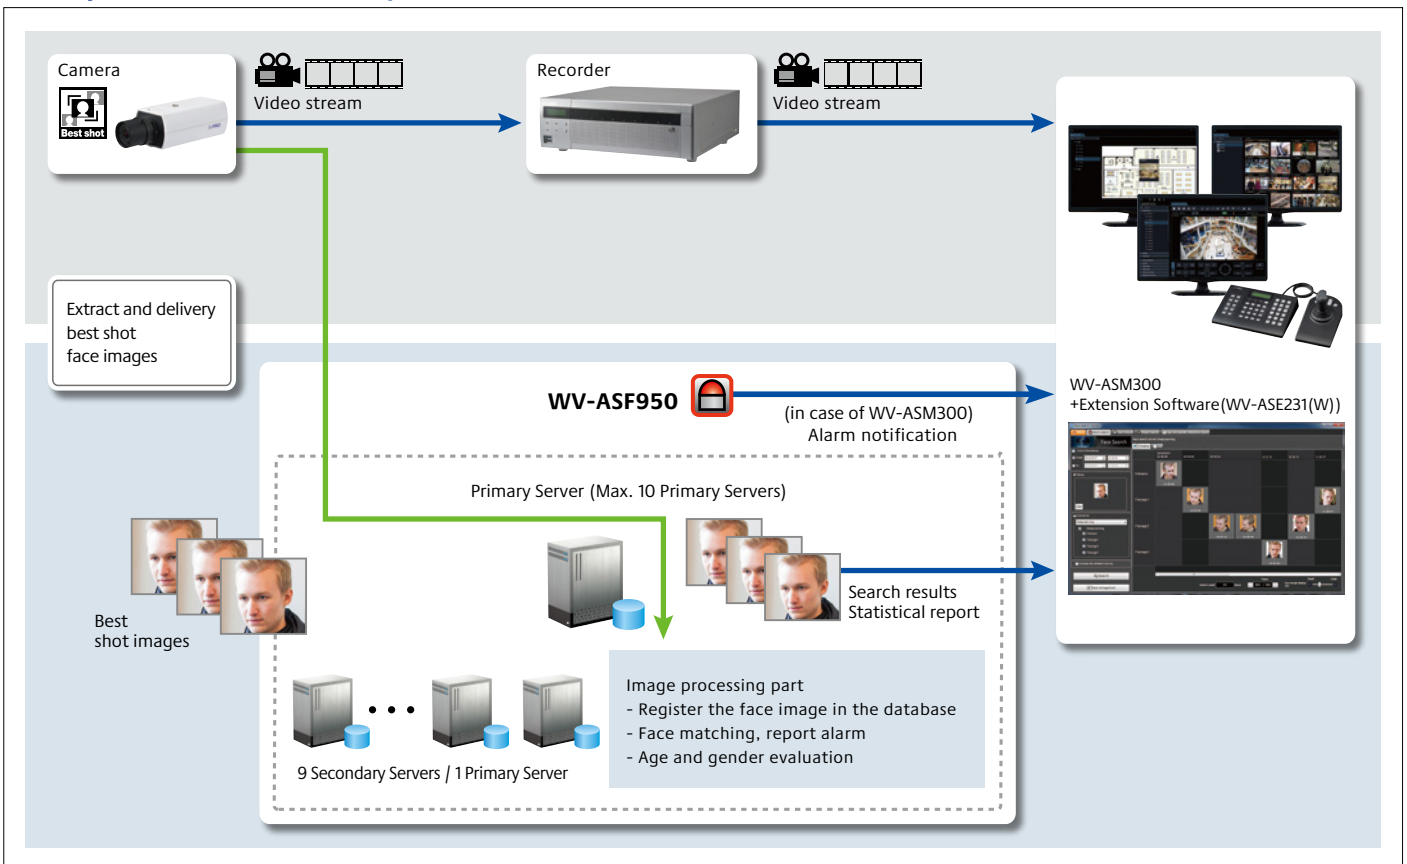 Camera
Best shot
Video stream
Recorder
Video stream
Extract and delivery
best shot
face images
WV-ASF950
(in case of WV-ASM300)
Alarm notification
WV-ASM300
+Extension Software(WV-ASE231(W))
Face Search
Search
Primary Server (Max. 10 Primary Servers)
Best
shot images
Search results
Statistical report
Image processing part
- Register the face image in the database
- Face matching, report alarm
- Age and gender evaluation
9 Secondary Servers / 1 Primary Server